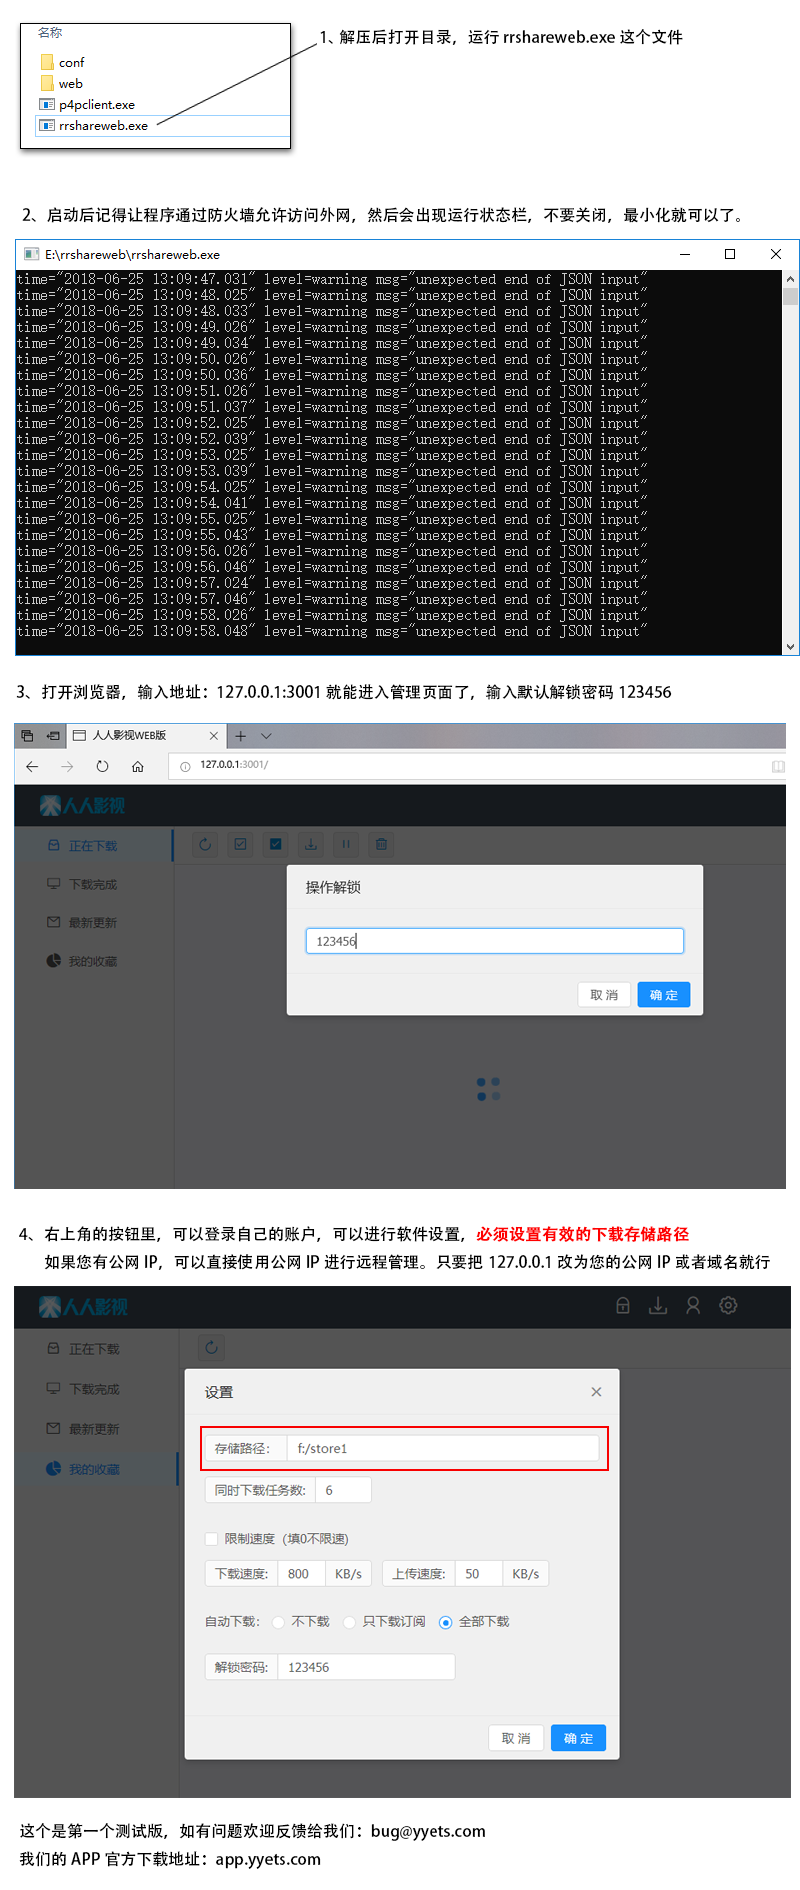 名称
1、解压后打开目录，运行 rrshareweb.exe 这个文件
conf
web
p4pclient.exe
rrshareweb.exe
2、启动后记得让程序通过防火墙允许访问外网，然后会出现运行状态栏，不要关闭，最小化就可以了。
E:\rrshareweb\rrshareweb.exe
time="2018-06-25 13:09:47.031" level=warning msg="unexpected end of JSON input"
time="2018-06-25 13:09:48.025" level=warning msg="unexpected end of JSON input"
time="2018-06-25 13:09:48.033" level=warning msg="unexpected end of JSON input"
time="2018-06-25 13:09:49.026" level=warning msg="unexpected end of JSON input"
time="2018-06-25 13:09:49.034" level=warning msg="unexpected end of JSON input"
time="2018-06-25 13:09:50.026" level=warning msg="unexpected end of JSON input"
time="2018-06-25 13:09:50.036" level=warning msg="unexpected end of JSON input"
time="2018-06-25 13:09:51.026" level=warning msg="unexpected end of JSON input"
time="2018-06-25 13:09:51.037" level=warning msg="unexpected end of JSON input"
time="2018-06-25 13:09:52.025" level=warning msg="unexpected end of JSON input"
time="2018-06-25 13:09:52.039" level=warning msg="unexpected end of JSON input"
time="2018-06-25 13:09:53.025" level=warning msg="unexpected end of JSON input"
time="2018-06-25 13:09:53.039" level=warning msg="unexpected end of JSON input"
time="2018-06-25 13:09:54.025" level=warning msg="unexpected end of JSON input"
time="2018-06-25 13:09:54.041" level=warning msg="unexpected end of JSON input"
time="2018-06-25 13:09:55.025" level=warning msg="unexpected end of JSON input"
time="2018-06-25 13:09:55.043" level=warning msg="unexpected end of JSON input"
time="2018-06-25 13:09:56.026" level=warning msg="unexpected end of JSON input"
time="2018-06-25 13:09:56.046" level=warning msg="unexpected end of JSON input"
time="2018-06-25 13:09:57.024" level=warning msg="unexpected end of JSON input"
time="2018-06-25 13:09:57.046" level=warning msg="unexpected end of JSON input"
time="2018-06-25 13:09:58.026" level=warning msg="unexpected end of JSON input"
time="2018-06-25 13:09:58.048" level=warning msg="unexpected end of JSON input"
3、打开浏览器，输入地址：127.0.0.1:3001 就能进入管理页面了，输入默认解锁密码 123456
人人影视WEB版
127.0.0.1:3001/
人人影视
正在下载
下载完成
最新更新
我的收藏
操作解锁
123456
取 消 确 定
4、右上角的按钮里，可以登录自己的账户，可以进行软件设置，必须设置有效的下载存储路径
如果您有公网 IP，可以直接使用公网 IP 进行远程管理。只要把 127.0.0.1 改为您的公网 IP 或者域名就行
人人影视
正在下载
下载完成
最新更新
我的收藏
设置
存储路径： f:/store1
同时下载任务数: 6
限制速度（填0不限速)
下载速度: 800 KB/s 上传速度: 50 KB/s
自动下载： 不下载 只下载订阅 全部下载
解锁密码: 123456
取 消 确 定
这个是第一个测试版，如有问题欢迎反馈给我们：bug@yyets.com
我们的 APP 官方下载地址：app.yyets.com